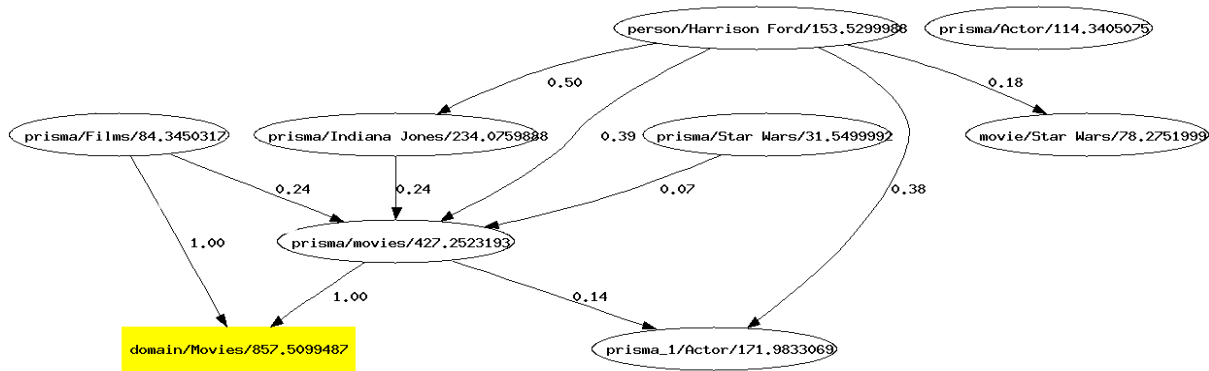 person/Harrison Ford/153.5299988
prisma/Actor/114.3405075
0.50
0.18
prisma/Films/84.3450317
prisma/Indiana Jones/234.0759888
0.39
prisma/Star Wars/31.5499992
movie/Star Wars/78.2751999
0.24
0.24
0.07
0.38
prisma/movies/427.2523193
1.00
1.00
0.14
domain/Movies/857.5099487
prisma_1/Actor/171.9833069